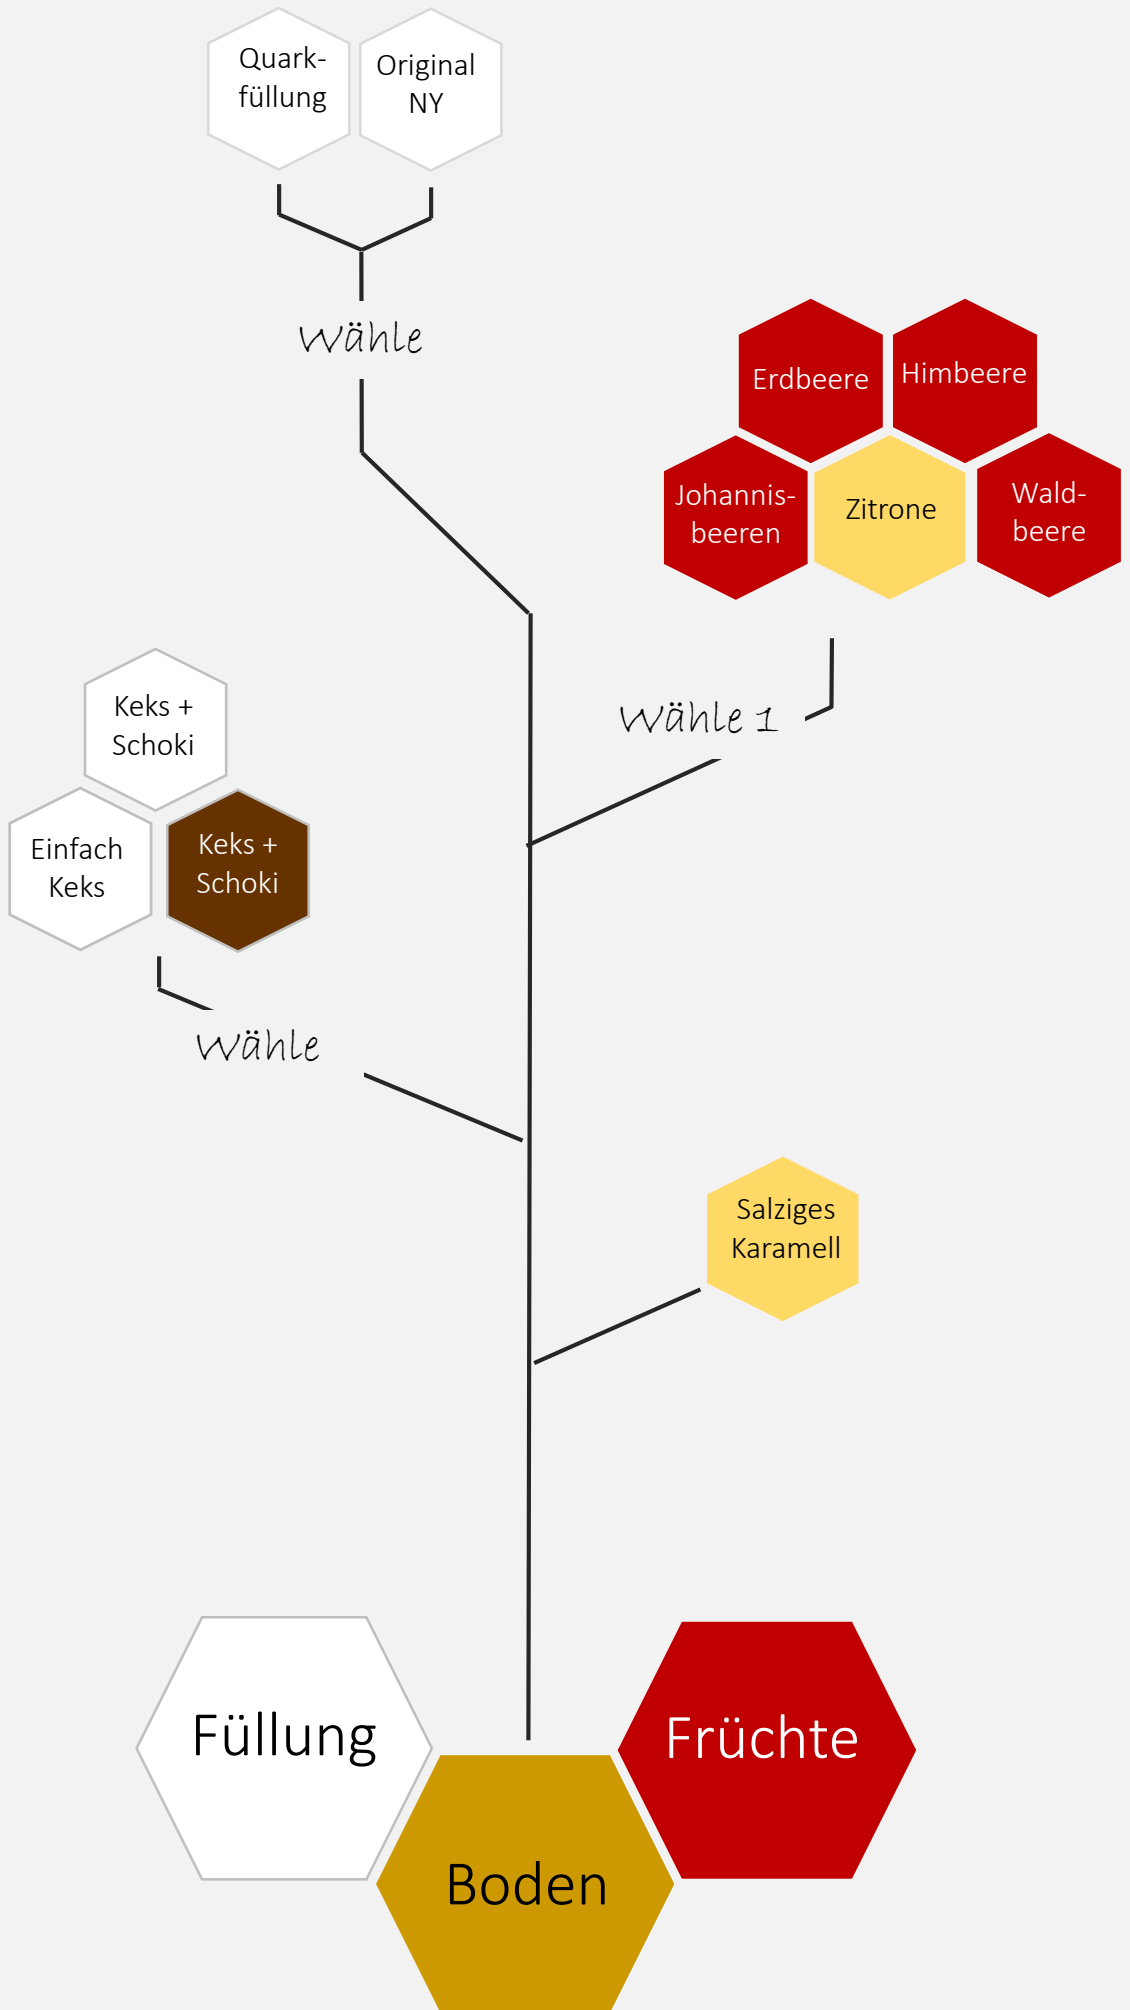 Quark-
füllung
Original
NY
Wähle
Erdbeere
Himbeere
Johannis-
beeren
Zitrone
Wald-
beere
Wähle 1
Keks +
Schoki
Einfach
Keks
Keks +
Schoki
Wähle
Salziges
Karamell
Füllung
Früchte
Boden